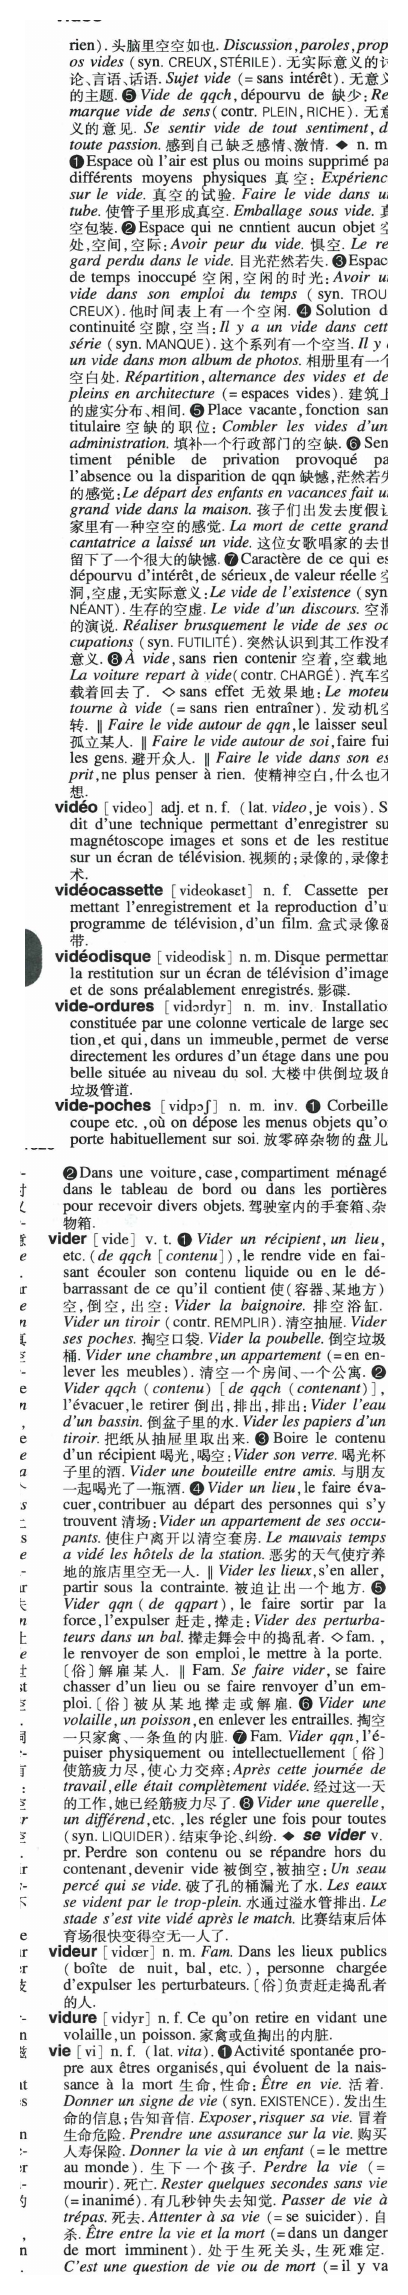 rien). 头脑里空空如也. Discussion, paroles, prop
os vides (syn. CREUX, STÉRILE). 无实际意义的讨
论、言语、话语. Sujet vide (= sans intérêt). 无意义
的主题. ❺ Vide de qqch, dépourvu de 缺少: Re
marque vide de sens (contr. PLEIN, RICHE). 无意
义的意见. Se sentir vide de tout sentiment, d
toute passion. 感到自己缺乏感情、激情. ◆ n. m
❶ Espace où l'air est plus ou moins supprimé pa
différents moyens physiques 真空: Expérienc
sur le vide. 真空的试验. Faire le vide dans u
tube. 使管子里形成真空. Emballage sous vide. 真
空包装. ❷ Espace qui ne cnntient aucun objet 空
处, 空间, 空际: Avoir peur du vide. 惧空. Le re
gard perdu dans le vide. 目光茫然若失. ❸ Espac
de temps inoccupé 空闲, 空闲的时光: Avoir u
vide dans son emploi du temps (syn. TROU
CREUX). 他时间表上有一个空闲. ❹ Solution d
continuité 空隙, 空当: Il y a un vide dans cett
série (syn. MANQUE). 这个系列有一个空当. Il y
un vide dans mon album de photos. 相册里有一个
空白处. Répartition, alternance des vides et de
pleins en architecture (= espaces vides). 建筑上
的虚实分布、相间. ❺ Place vacante, fonction san
titulaire 空缺的职位: Combler les vides d'un
administration. 填补一个行政部门的空缺. ❻ Sen
timent pénible de privation provoqué pa
l'absence ou la disparition de qqn 缺憾, 茫然若失
的感觉: Le départ des enfants en vacances fait u
grand vide dans la maison. 孩子们出发去度假让
家里有一种空空的感觉. La mort de cette grand
cantatrice a laissé un vide. 这位女歌唱家的去世
留下了一个很大的缺憾. ❼ Caractère de ce qui es
dépourvu d'intérêt, de sérieux, de valeur réelle 空
洞, 空虚, 无实际意义: Le vide de l'existence (syn
NÉANT). 生存的空虚. Le vide d'un discours. 空洞
的演说. Réaliser brusquement le vide de ses oc
cupations (syn. FUTILITÉ). 突然认识到其工作没有
意义. ❽ À vide, sans rien contenir 空着, 空载地
La voiture repart à vide (contr. CHARGÉ). 汽车空
载着回去了. ◇ sans effet 无效果地: Le moteu
tourne à vide (= sans rien entraîner). 发动机空
转. ‖ Faire le vide autour de qqn, le laisser seul
孤立某人. ‖ Faire le vide autour de soi, faire fui
les gens. 避开众人. ‖ Faire le vide dans son es
prit, ne plus penser à rien. 使精神空白, 什么也不
想.
vidéo [video] adj. et n. f. (lat. video, je vois). S
dit d'une technique permettant d'enregistrer su
magnétoscope images et sons et de les restitue
sur un écran de télévision. 视频的; 录像的, 录像技
术.
vidéocassette [videokaset] n. f. Cassette per
mettant l'enregistrement et la reproduction d'u
programme de télévision, d'un film. 盒式录像磁
带.
vidéodisque [videodisk] n. m. Disque permettan
la restitution sur un écran de télévision d'image
et de sons préalablement enregistrés. 影碟.
vide-ordures [vidɔrdyr] n. m. inv. Installatio
constituée par une colonne verticale de large sec
tion, et qui, dans un immeuble, permet de verse
directement les ordures d'un étage dans une pou
belle située au niveau du sol. 大楼中供倒垃圾的
垃圾管道.
vide-poches [vidpɔʃ] n. m. inv. ❶ Corbeille
coupe etc., où on dépose les menus objets qu'o
porte habituellement sur soi. 放零碎杂物的盘儿
❷ Dans une voiture, case, compartiment ménagé
dans le tableau de bord ou dans les portières
pour recevoir divers objets. 驾驶室内的手套箱、杂
物箱.
vider [vide] v. t. ❶ Vider un récipient, un lieu,
etc. (de qqch [contenu]), le rendre vide en fai-
sant écouler son contenu liquide ou en le dé-
barrassant de ce qu'il contient 使(容器、某地方)
空, 倒空, 出空: Vider la baignoire. 排空浴缸.
Vider un tiroir (contr. REMPLIR). 清空抽屉. Vider
ses poches. 掏空口袋. Vider la poubelle. 倒空垃圾
桶. Vider une chambre, un appartement (= en en-
lever les meubles). 清空一个房间、一个公寓. ❷
Vider qqch (contenu) [de qqch (contenant)],
l'évacuer, le retirer 倒出, 排出, 排出: Vider l'eau
d'un bassin. 倒盆子里的水. Vider les papiers d'un
tiroir. 把纸从抽屉里取出来. ❸ Boire le contenu
d'un récipient 喝光, 喝空: Vider son verre. 喝光杯
子里的酒. Vider une bouteille entre amis. 与朋友
一起喝光了一瓶酒. ❹ Vider un lieu, le faire éva-
cuer, contribuer au départ des personnes qui s'y
trouvent 清场: Vider un appartement de ses occu-
pants. 使住户离开以清空套房. Le mauvais temps
a vidé les hôtels de la station. 恶劣的天气使疗养
地的旅店里空无一人. ‖ Vider les lieux, s'en aller,
partir sous la contrainte. 被迫让出一个地方. ❺
Vider qqn (de qqpart), le faire sortir par la
force, l'expulser 赶走, 撵走: Vider des perturba-
teurs dans un bal. 撵走舞会中的捣乱者. ◇ fam.,
le renvoyer de son emploi, le mettre à la porte.
〔俗〕解雇某人. ‖ Fam. Se faire vider, se faire
chasser d'un lieu ou se faire renvoyer d'un em-
ploi. 〔俗〕被从某地撵走或解雇. ❻ Vider une
volaille, un poisson, en enlever les entrailles. 掏空
一只家禽、一条鱼的内脏. ❼ Fam. Vider qqn, l'é-
puiser physiquement ou intellectuellement 〔俗〕
使筋疲力尽, 使心力交瘁: Après cette journée de
travail, elle était complètement vidée. 经过这一天
的工作, 她已经筋疲力尽了. ❽ Vider une querelle,
un différend, etc., les régler une fois pour toutes
(syn. LIQUIDER). 结束争论、纠纷. ◆ se vider v.
pr. Perdre son contenu ou se répandre hors du
contenant, devenir vide 被倒空, 被抽空: Un seau
percé qui se vide. 破了孔的桶漏光了水. Les eaux
se vident par le trop-plein. 水通过溢水管排出. Le
stade s'est vite vidé après le match. 比赛结束后体
育场很快变得空无一人了.
videur [vidœr] n. m. Fam. Dans les lieux publics
(boîte de nuit, bal, etc.), personne chargée
d'expulser les perturbateurs. 〔俗〕负责赶走捣乱者
的人.
vidure [vidyr] n. f. Ce qu'on retire en vidant une
volaille, un poisson. 家禽或鱼掏出的内脏.
vie [vi] n. f. (lat. vita). ❶ Activité spontanée pro-
pre aux êtres organisés, qui évoluent de la nais-
sance à la mort 生命, 性命: Être en vie. 活着.
Donner un signe de vie (syn. EXISTENCE). 发出生
命的信息; 告知音信. Exposer, risquer sa vie. 冒着
生命危险. Prendre une assurance sur la vie. 购买
人寿保险. Donner la vie à un enfant (= le mettre
au monde). 生下一个孩子. Perdre la vie (=
mourir). 死亡. Rester quelques secondes sans vie
(= inanimé). 有几秒钟失去知觉. Passer de vie à
trépas. 死去. Attenter à sa vie (= se suicider). 自
杀. Être entre la vie et la mort (= dans un danger
de mort imminent). 处于生死关头, 生死难定.
C'est une question de vie ou de mort (= il y va